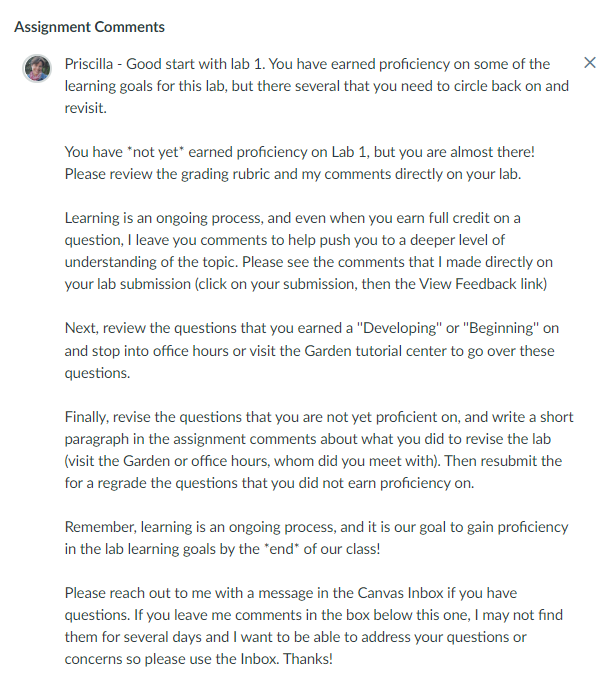 Assignment Comments
Priscilla - Good start with lab 1. You have earned proficiency on some of the
learning goals for this lab, but there several that you need to circle back on and
revisit.
You have *not yet* earned proficiency on Lab 1, but you are almost there!
Please review the grading rubric and my comments directly on your lab.
Learning is an ongoing process, and even when you earn full credit on a
question, I leave you comments to help push you to a deeper level of
understanding of the topic. Please see the comments that I made directly on
your lab submission (click on your submission, then the View Feedback link)
Next, review the questions that you earned a "Developing" or "Beginning" on
and stop into office hours or visit the Garden tutorial center to go over these
questions.
Finally, revise the questions that you are not yet proficient on, and write a short
paragraph in the assignment comments about what you did to revise the lab
(visit the Garden or office hours, whom did you meet with). Then resubmit the
for a regrade the questions that you did not earn proficiency on.
Remember, learning is an ongoing process, and it is our goal to gain proficiency
in the lab learning goals by the *end* of our class!
Please reach out to me with a message in the Canvas Inbox if you have
questions. If you leave me comments in the box below this one, I may not find
them for several days and I want to be able to address your questions or
concerns so please use the Inbox. Thanks!